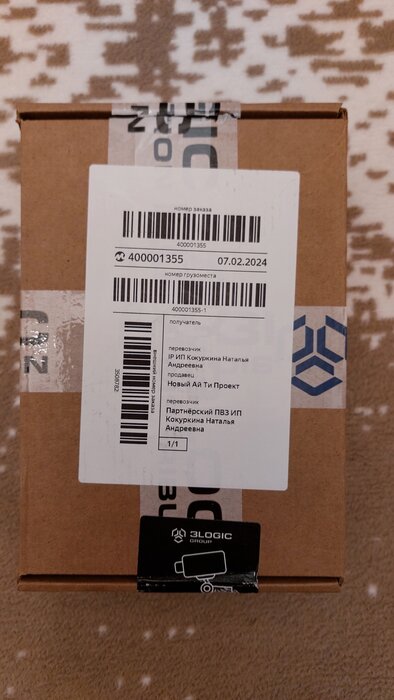 номер заказа
400001355
400001355 07.02.2024
номер грузоместа
400001355-1
получатель
перевозчик
IP ИП Кокуркина Наталья
Андреевна
продавец
Новый Ай Ти Проект
перевозчик
Партнёрский ПВЗ ИП
Кокуркина Наталья
Андреевна
1/1
3LOGIC
GROUP